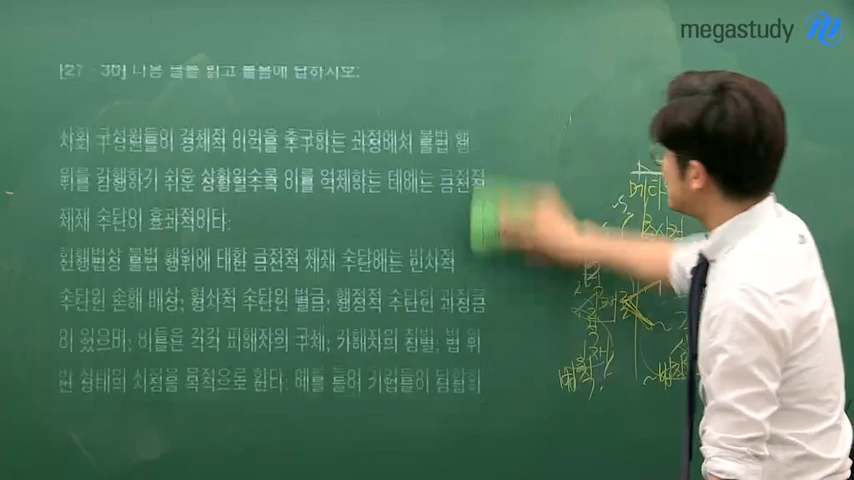 megastudy
[27~30] 다음 글을 읽고 물음에 답하시오.
사회 구성원들이 경제적 이익을 추구하는 과정에서 불법 행
위를 감행하기 쉬운 상황일수록 이를 억제하는 데에는 금전적
제재 수단이 효과적이다.
현행법상 불법 행위에 대한 금전적 제재 수단에는 민사적
수단인 손해 배상, 형사적 수단인 벌금, 행정적 수단인 과징금
이 있으며, 이들은 각각 피해자의 구제, 가해자의 징벌, 법 위
반 상태의 시정을 목적으로 한다. 예를 들어 기업들이 담합하